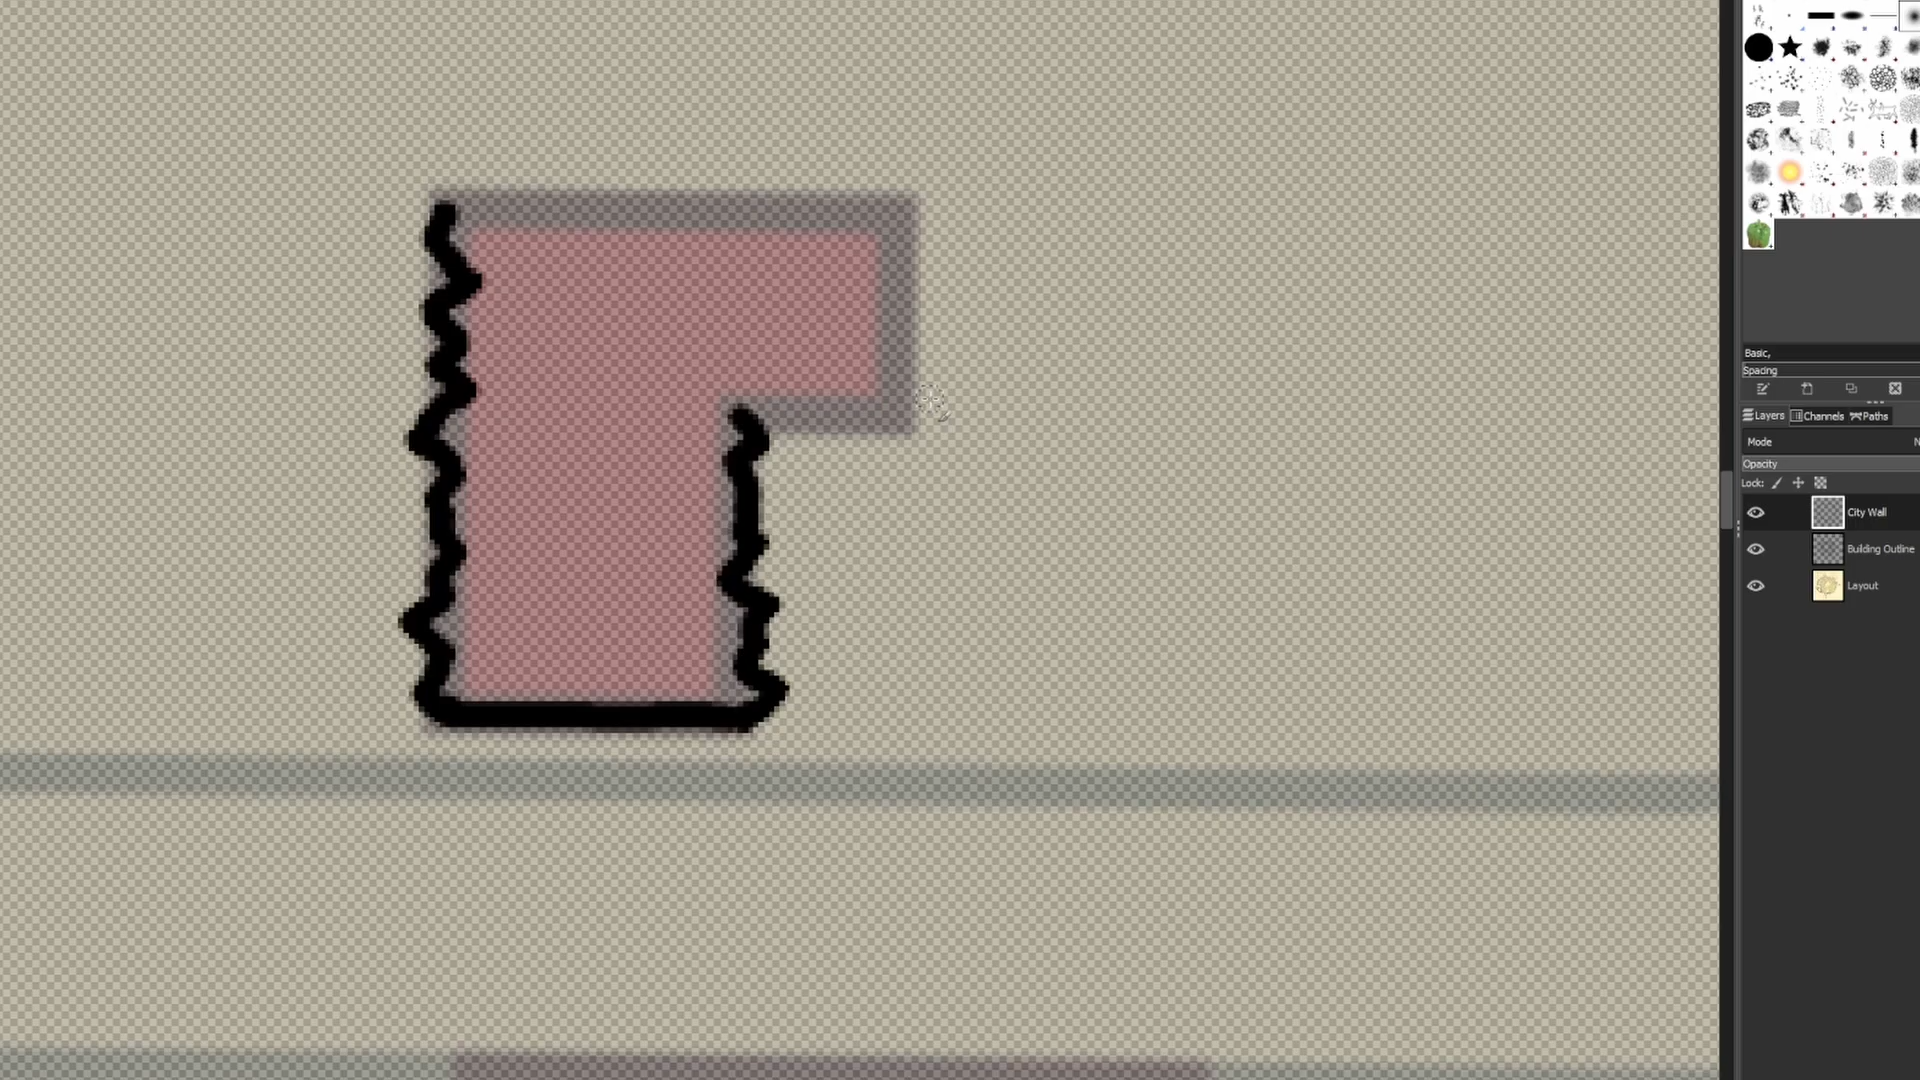 Basic,
Spacing
Layers Channels Paths
Mode N
Opacity
Lock:
City Wall
Building Outline
Layout